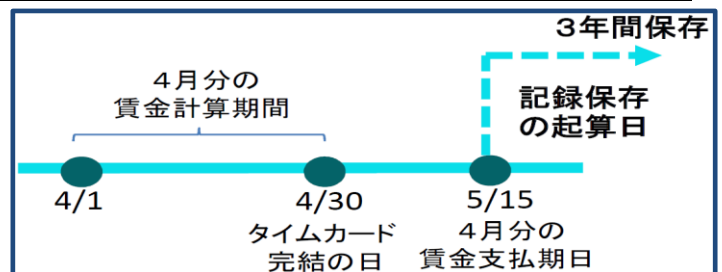 3年間保存
4月分の
賃金計算期間
記録保存
の起算日
4/1
4/30
5/15
タイムカード
完結の日
4月分の
賃金支払期日